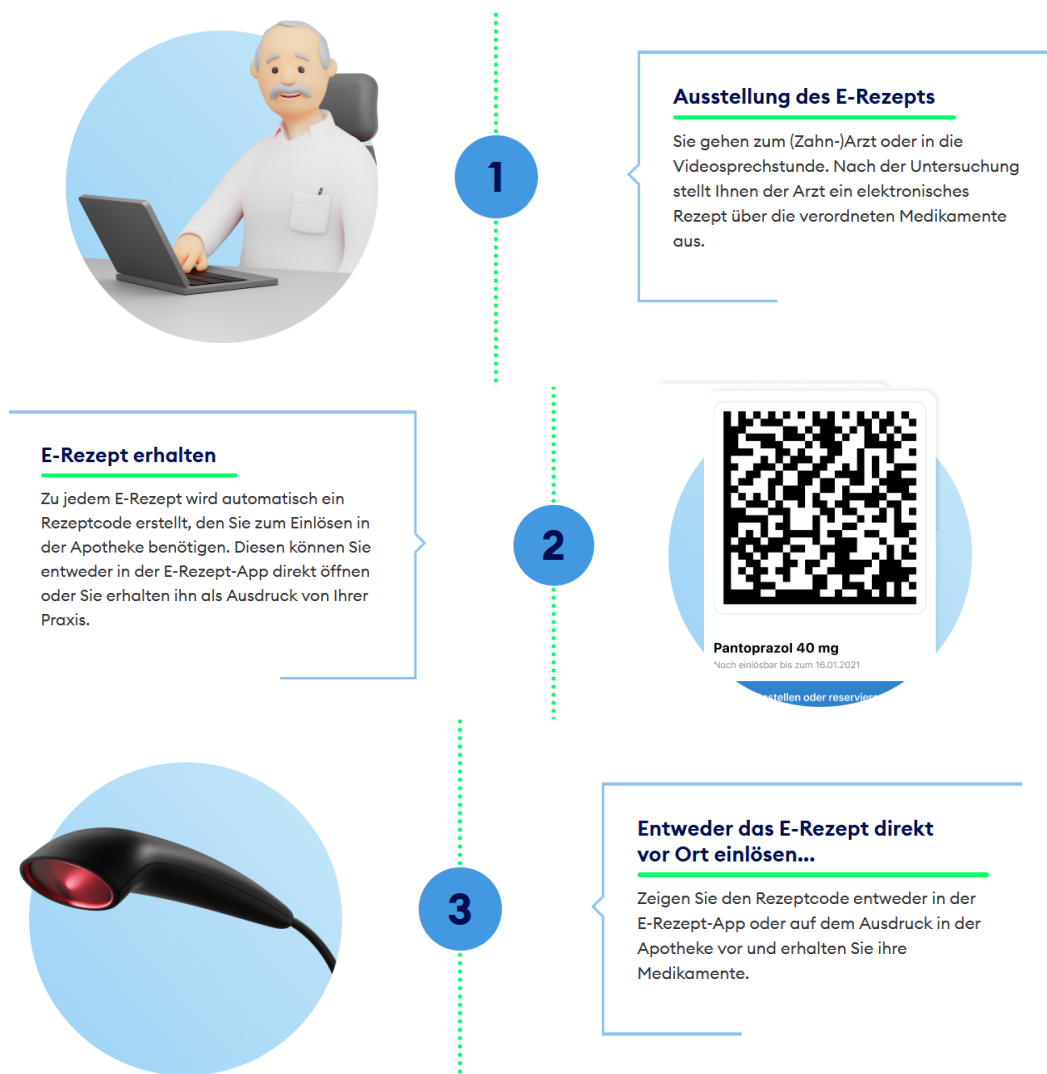 1
Ausstellung des E-Rezepts
Sie gehen zum (Zahn-)Arzt oder in die
Videosprechstunde. Nach der Untersuchung
stellt Ihnen der Arzt ein elektronisches
Rezept über die verordneten Medikamente
aus.
E-Rezept erhalten
Zu jedem E-Rezept wird automatisch ein
Rezeptcode erstellt, den Sie zum Einlösen in
der Apotheke benötigen. Diesen können Sie
entweder in der E-Rezept-App direkt öffnen
oder Sie erhalten ihn als Ausdruck von Ihrer
Praxis.
2
Pantoprazol 40 mg
Noch einlösbar bis zum 16.01.2021
stellen oder reservier
3
Entweder das E-Rezept direkt
vor Ort einlösen...
Zeigen Sie den Rezeptcode entweder in der
E-Rezept-App oder auf dem Ausdruck in der
Apotheke vor und erhalten Sie ihre
Medikamente.